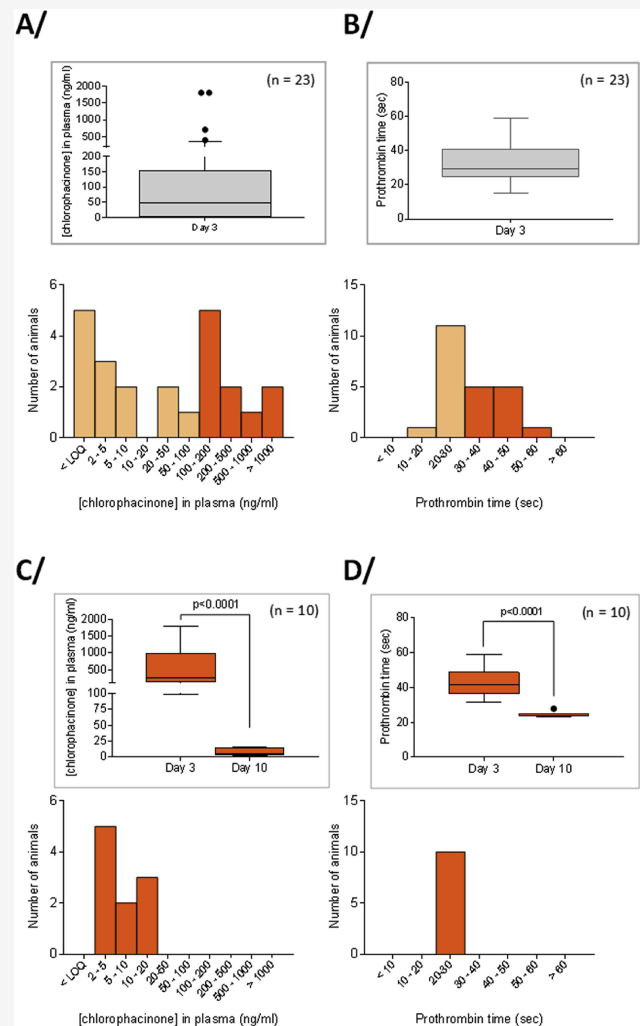 A/
B/
[chlorophacinone] in plasma (ng/ml)
2000
1500
1000
500
200
150
100
50
0
(n = 23)
Day 3
Prothrombin time (sec)
80
60
40
20
0
(n = 23)
Day 3
Number of animals
6
4
2
0
< LOQ
2 - 5
5 - 10
10 - 20
20-50
50 - 100
100 - 200
200 - 500
500 - 1000
> 1000
[chlorophacinone] in plasma (ng/ml)
Number of animals
15
10
5
0
< 10
10 - 20
20-30
30 - 40
40 - 50
50 - 60
> 60
Prothrombin time (sec)
C/
D/
[chlorophacinone] in plasma (ng/ml)
2000
1500
1000
500
100
75
50
25
0
p<0.0001
(n = 10)
Day 3
Day 10
Prothrombin time (sec)
80
60
40
20
0
p<0.0001
(n = 10)
Day 3
Day 10
Number of animals
6
4
2
0
< LOQ
2 - 5
5 - 10
10 - 20
20-50
50 - 100
100 - 200
200 - 500
500 - 1000
> 1000
[chlorophacinone] in plasma (ng/ml)
Number of animals
15
10
5
0
< 10
10 - 20
20-30
30 - 40
40 - 50
50 - 60
> 60
Prothrombin time (sec)